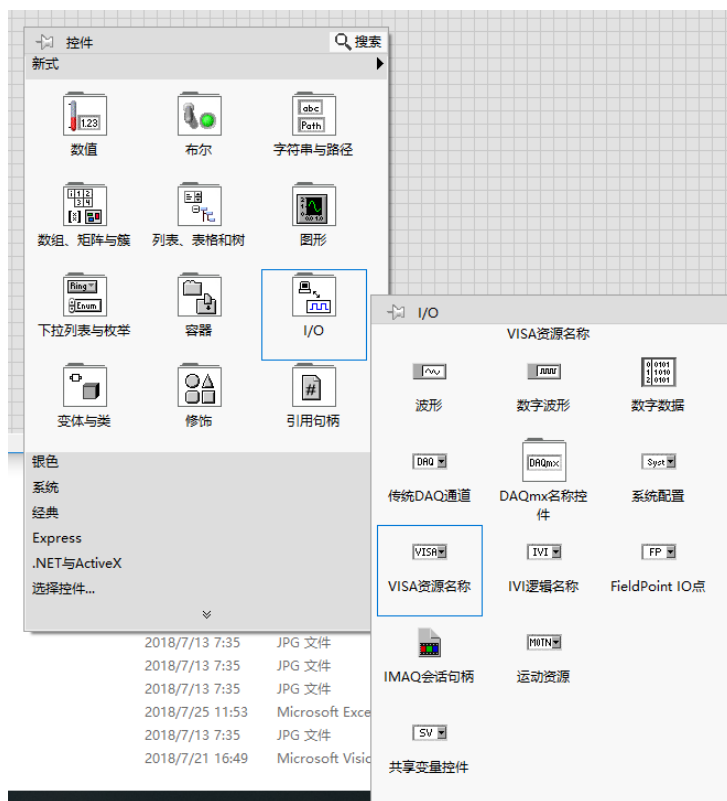 控件
搜索
新式
1.23
abc
Path
数值
布尔
字符串与路径
数组、矩阵与簇
列表、表格和树
图形
Ring
Enum
下拉列表与枚举
容器
I/O
#
变体与类
修饰
引用句柄
银色
系统
经典
Express
.NET与ActiveX
选择控件...
I/O
VISA资源名称
波形
数字波形
数字数据
DAQ
DAQmx
Syst
传统DAQ通道
DAQmx名称控
件
系统配置
VISA
IVI
FP
VISA资源名称
IVI逻辑名称
FieldPoint IO点
MOTN
IMAQ会话句柄
运动资源
SV
共享变量控件
2018/7/13 7:35 JPG 文件
2018/7/13 7:35 JPG 文件
2018/7/13 7:35 JPG 文件
2018/7/25 11:53 Microsoft Exce
2018/7/13 7:35 JPG 文件
2018/7/21 16:49 Microsoft Visic